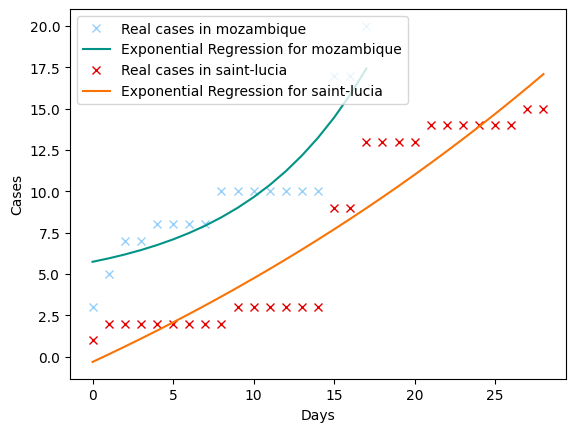 Real cases in mozambique
Exponential Regression for mozambique
Real cases in saint-lucia
Exponential Regression for saint-lucia
20.0
17.5
15.0
12.5
10.0
7.5
5.0
2.5
0.0
Cases
0 5 10 15 20 25
Days